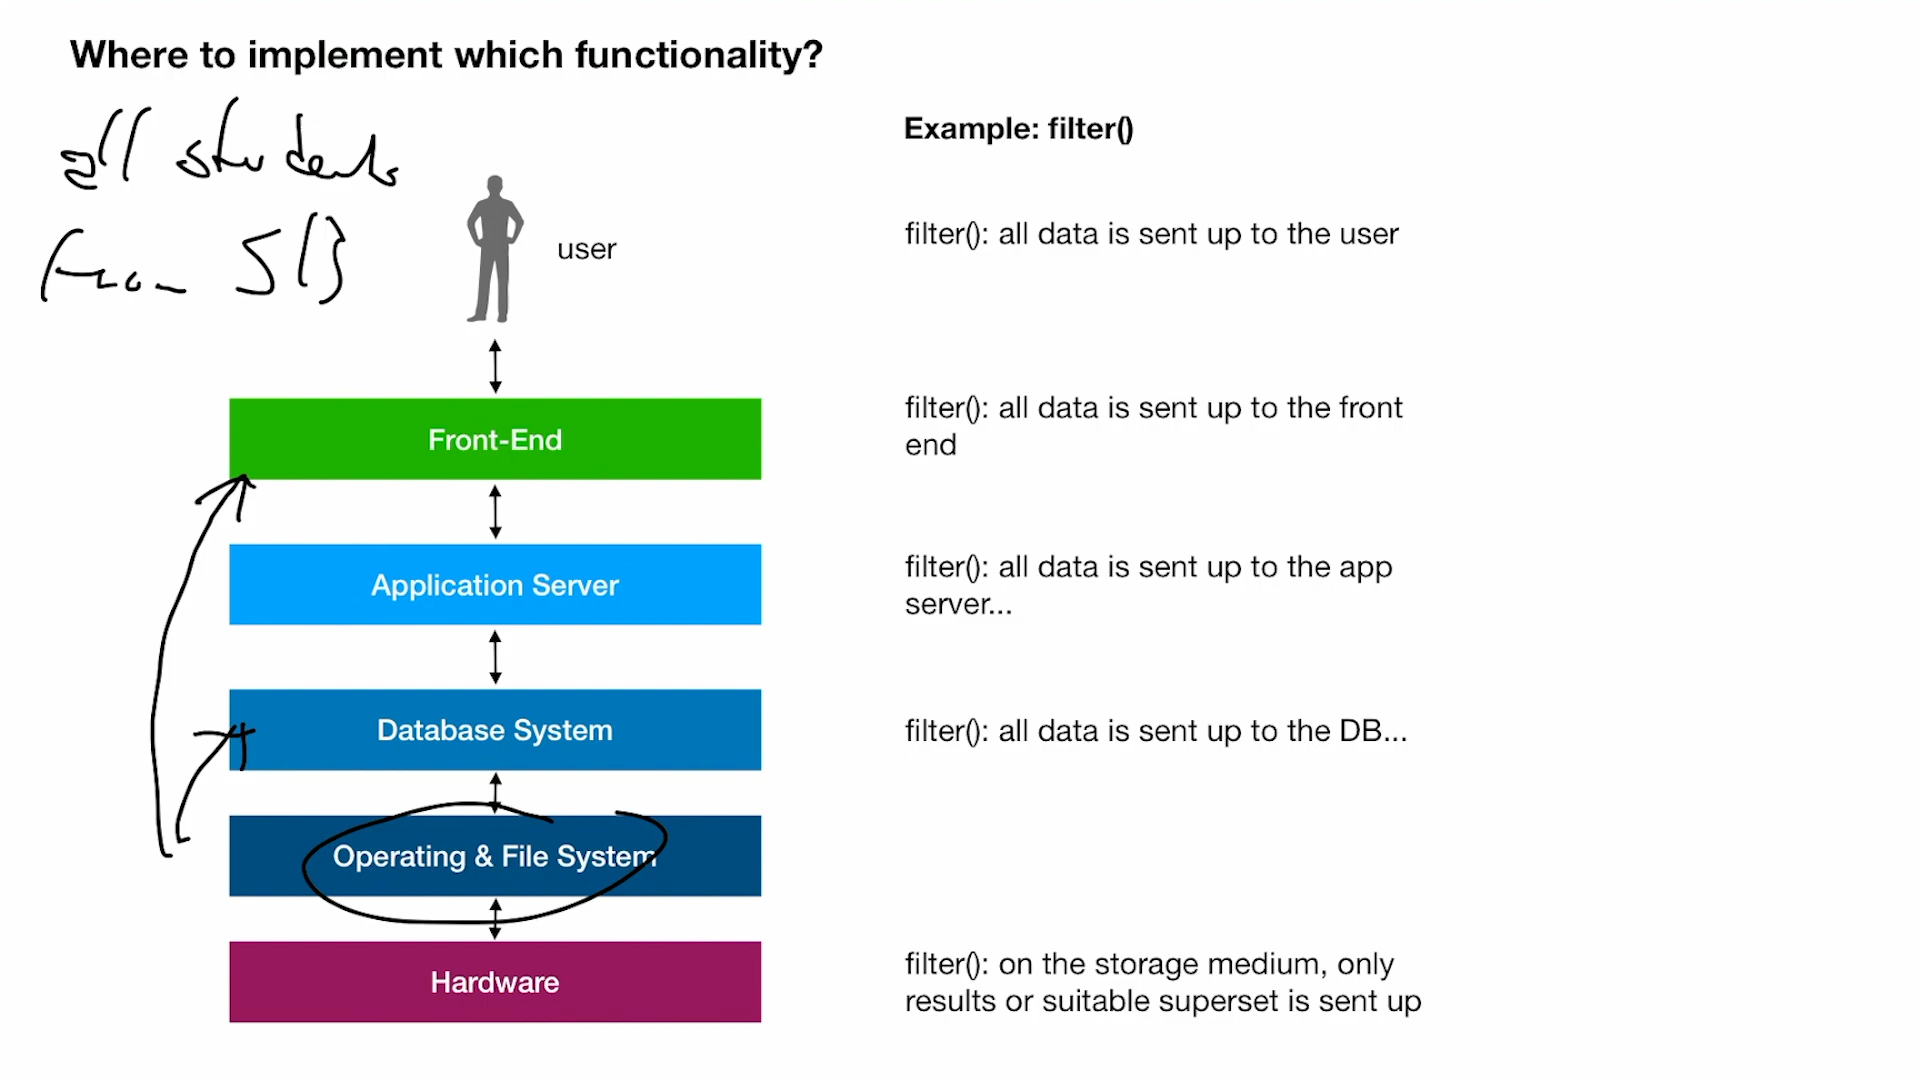 Where to implement which functionality?
all students
from SB
Example: filter()
user
filter(): all data is sent up to the user
Front-End
filter(): all data is sent up to the front
end
Application Server
filter(): all data is sent up to the app
server...
Database System
filter(): all data is sent up to the DB...
Operating & File System
Hardware
filter(): on the storage medium, only
results or suitable superset is sent up